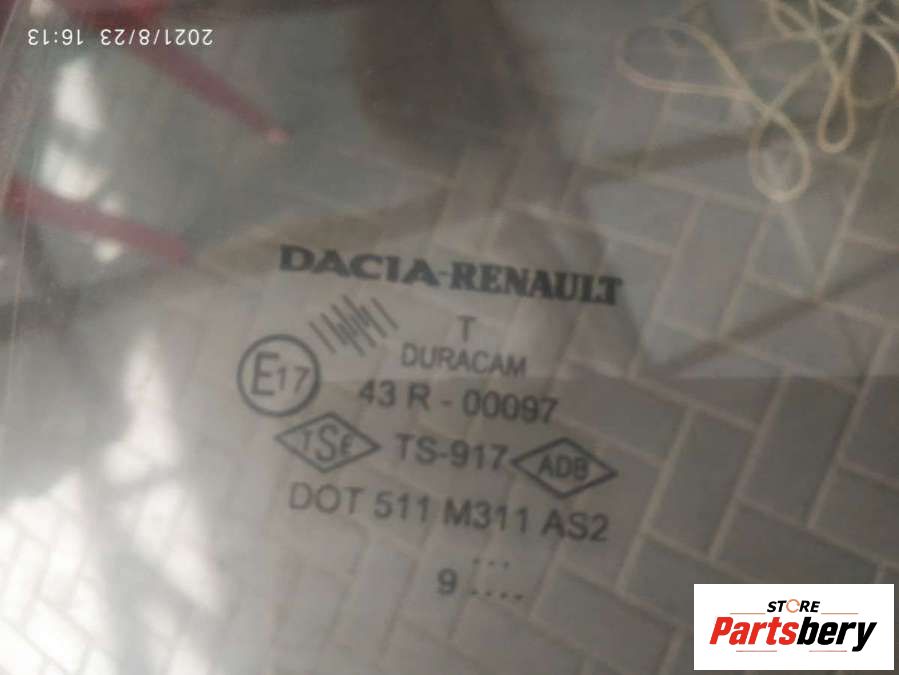 2021/8/23 16:13
DACIA-RENAULT
T
DURACAM
E17
43 R - 00097
TSE TS-917 ADB
DOT 511 M311 AS2
...
9 ....
STORE
Partsbery